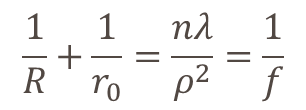 1/R + 1/r₀ = nλ/ρ² = 1/f